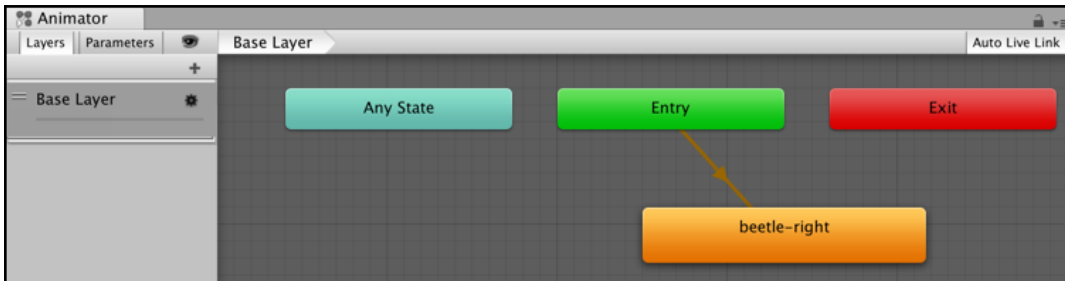 Animator
Layers Parameters Base Layer Auto Live Link
+
Base Layer
Any State Entry Exit
beetle-right